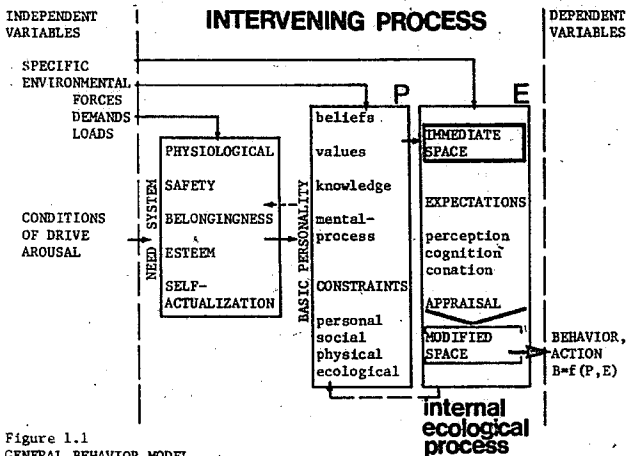 INDEPENDENT
VARIABLES
INTERVENING PROCESS
DEPENDENT
VARIABLES
SPECIFIC
ENVIRONMENTAL
FORCES
DEMANDS
LOADS
CONDITIONS
OF DRIVE
AROUSAL
NEED SYSTEM
PHYSIOLOGICAL
SAFETY
BELONGINGNESS
ESTEEM
SELF-
ACTUALIZATION
BASIC PERSONALITY
P
beliefs
values
knowledge
mental-
process
CONSTRAINTS
personal
social
physical
ecological
E
IMMEDIATE
SPACE
EXPECTATIONS
perception
cognition
conation
APPRAISAL
MODIFIED
SPACE
BEHAVIOR,
ACTION
B=f(P,E)
internal
ecological
process
Figure 1.1
GENERAL BEHAVIOR MODEL